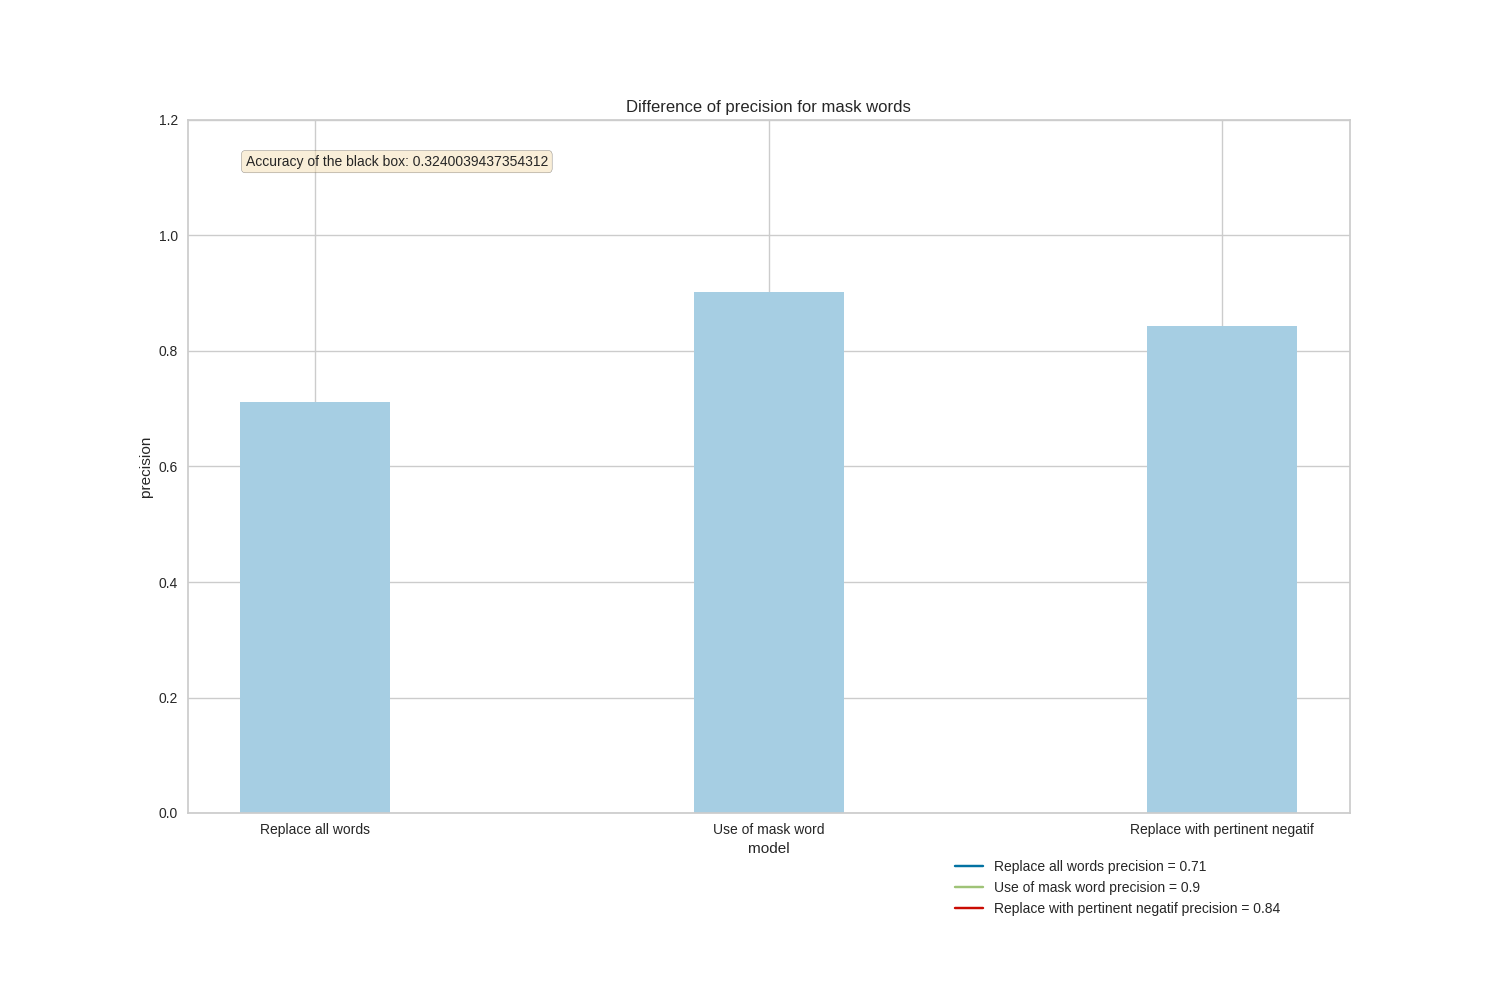 Difference of precision for mask words
1.2
Accuracy of the black box: 0.3240039437354312
1.0
0.8
0.6
0.4
0.2
0.0
precision
Replace all words
Use of mask word
Replace with pertinent negatif
model
Replace all words precision = 0.71
Use of mask word precision = 0.9
Replace with pertinent negatif precision = 0.84